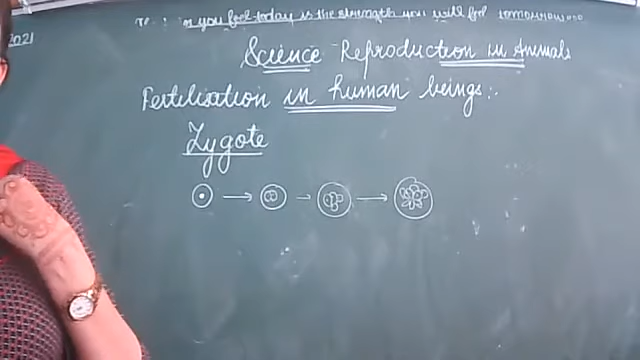 you feel today is the strength you will feel tomorrow...
2021
Science Reproduction in Animals
Fertilisation in human beings:.
Zygote